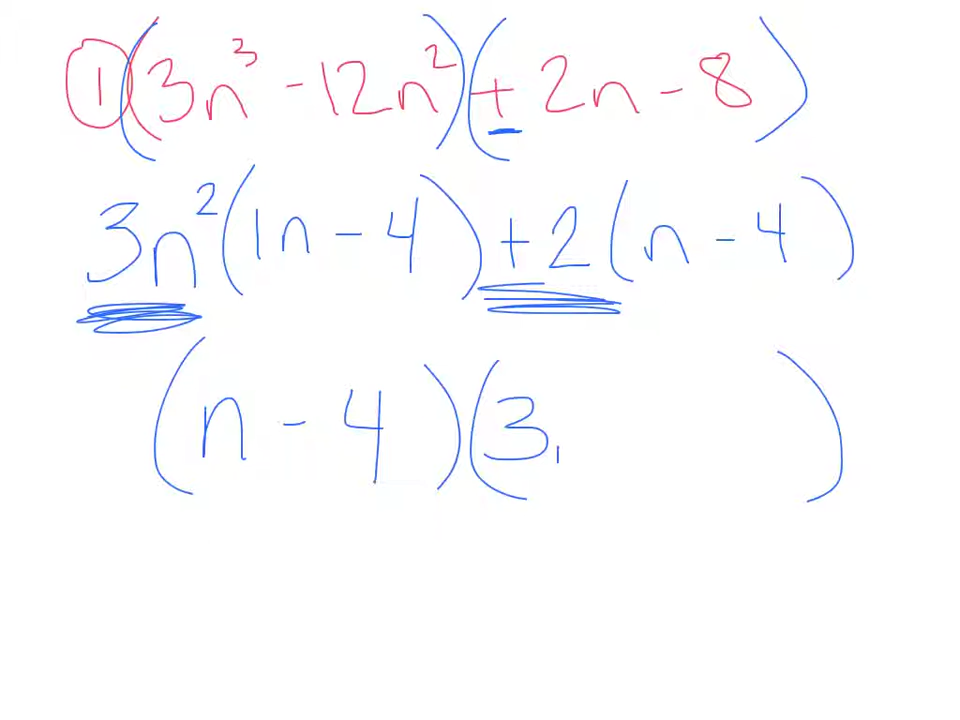 ① (3n³ - 12n²)(+ 2n - 8)
3n²(1n - 4) + 2(n - 4)
(n - 4)(3 )